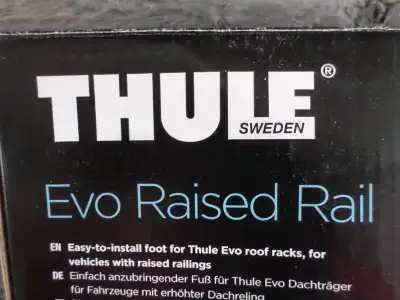 THULE®
SWEDEN
Evo Raised Rail
EN Easy-to-install foot for Thule Evo roof racks, for
vehicles with raised railings
DE Einfach anzubringender Fuß für Thule Evo Dachträger
für Fahrzeuge mit erhöhter Dachreling